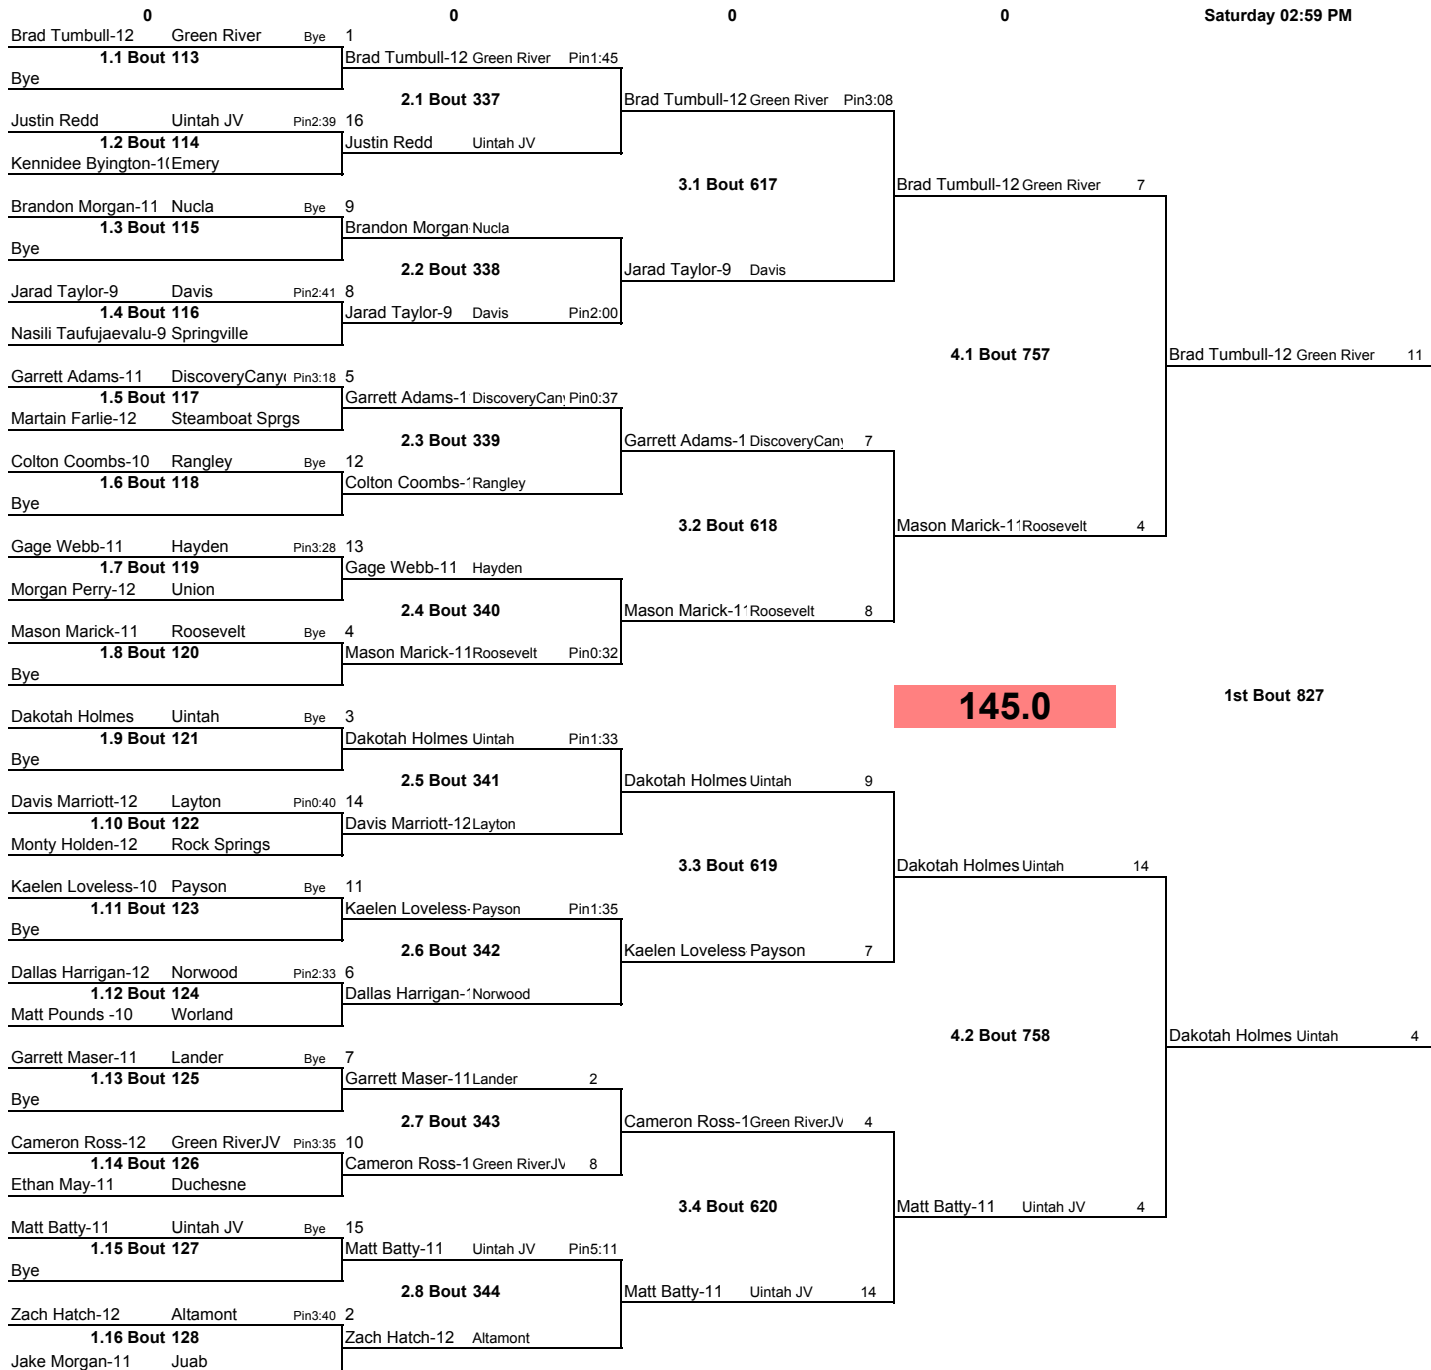 0 0 0 0 Saturday 02:59 PM
Brad Tumbull-12 Green River Bye 1
1.1 Bout 113 Brad Tumbull-12 Green River Pin1:45
Bye
2.1 Bout 337 Brad Tumbull-12 Green River Pin3:08
Justin Redd Uintah JV Pin2:39 16
1.2 Bout 114 Justin Redd Uintah JV
Kennidee Byington-1( Emery
3.1 Bout 617 Brad Tumbull-12 Green River 7
Brandon Morgan-11 Nucla Bye 9
1.3 Bout 115 Brandon Morgan Nucla
Bye
2.2 Bout 338 Jarad Taylor-9 Davis
Jarad Taylor-9 Davis Pin2:41 8
1.4 Bout 116 Jarad Taylor-9 Davis Pin2:00
Nasili Taufujaevalu-9 Springville
4.1 Bout 757 Brad Tumbull-12 Green River 11
Garrett Adams-11 DiscoveryCany Pin3:18 5
1.5 Bout 117 Garrett Adams-1 DiscoveryCan Pin0:37
Martain Farlie-12 Steamboat Sprgs
2.3 Bout 339 Garrett Adams-1 DiscoveryCan 7
Colton Coombs-10 Rangley Bye 12
1.6 Bout 118 Colton Coombs- Rangley
Bye
3.2 Bout 618 Mason Marick-11 Roosevelt 4
Gage Webb-11 Hayden Pin3:28 13
1.7 Bout 119 Gage Webb-11 Hayden
Morgan Perry-12 Union
2.4 Bout 340 Mason Marick-1 Roosevelt 8
Mason Marick-11 Roosevelt Bye 4
1.8 Bout 120 Mason Marick-11 Roosevelt Pin0:32
Bye
145.0 1st Bout 827
Dakotah Holmes Uintah Bye 3
1.9 Bout 121 Dakotah Holmes Uintah Pin1:33
Bye
2.5 Bout 341 Dakotah Holmes Uintah 9
Davis Marriott-12 Layton Pin0:40 14
1.10 Bout 122 Davis Marriott-12 Layton
Monty Holden-12 Rock Springs
3.3 Bout 619 Dakotah Holmes Uintah 14
Kaelen Loveless-10 Payson Bye 11
1.11 Bout 123 Kaelen Loveless- Payson Pin1:35
Bye
2.6 Bout 342 Kaelen Loveless Payson 7
Dallas Harrigan-12 Norwood Pin2:33 6
1.12 Bout 124 Dallas Harrigan- Norwood
Matt Pounds -10 Worland
4.2 Bout 758 Dakotah Holmes Uintah 4
Garrett Maser-11 Lander Bye 7
1.13 Bout 125 Garrett Maser-11 Lander 2
Bye
2.7 Bout 343 Cameron Ross-1 Green RiverJV 4
Cameron Ross-12 Green RiverJV Pin3:35 10
1.14 Bout 126 Cameron Ross-1 Green RiverJV 8
Ethan May-11 Duchesne
3.4 Bout 620 Matt Batty-11 Uintah JV 4
Matt Batty-11 Uintah JV Bye 15
1.15 Bout 127 Matt Batty-11 Uintah JV Pin5:11
Bye
2.8 Bout 344 Matt Batty-11 Uintah JV 14
Zach Hatch-12 Altamont Pin3:40 2
1.16 Bout 128 Zach Hatch-12 Altamont
Jake Morgan-11 Juab